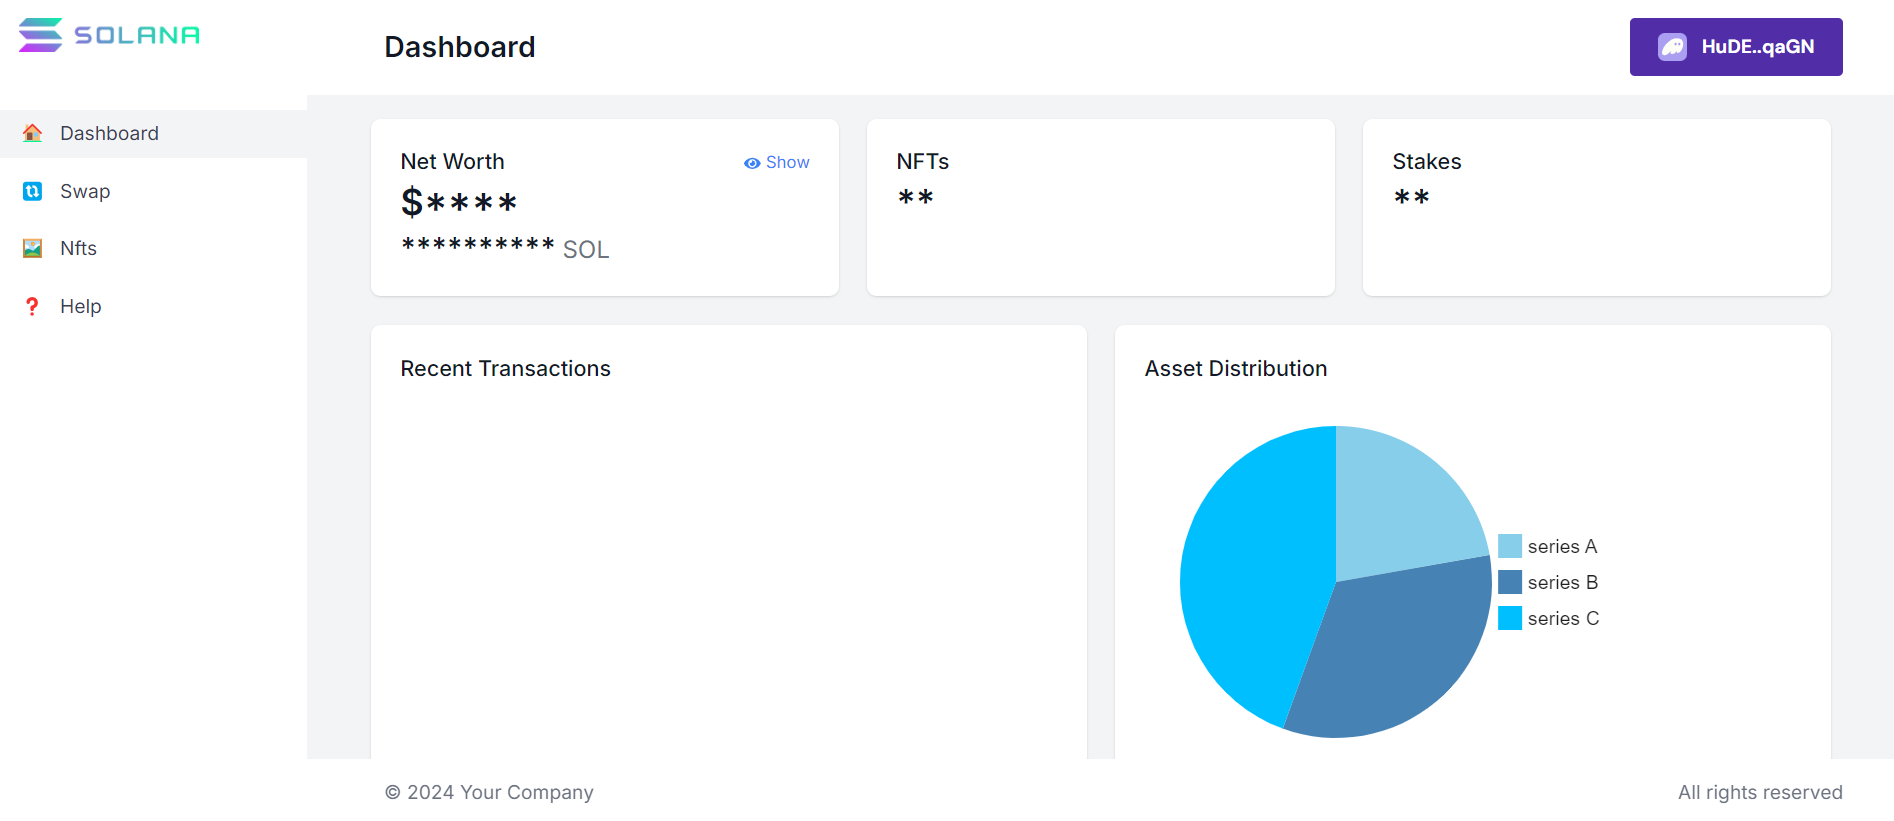 SOLANA
Dashboard
HuDE..qaGN
Dashboard
Swap
Nfts
Help
Net Worth
Show
$****
********** SOL
NFTs
**
Stakes
**
Recent Transactions
Asset Distribution
series A
series B
series C
© 2024 Your Company
All rights reserved